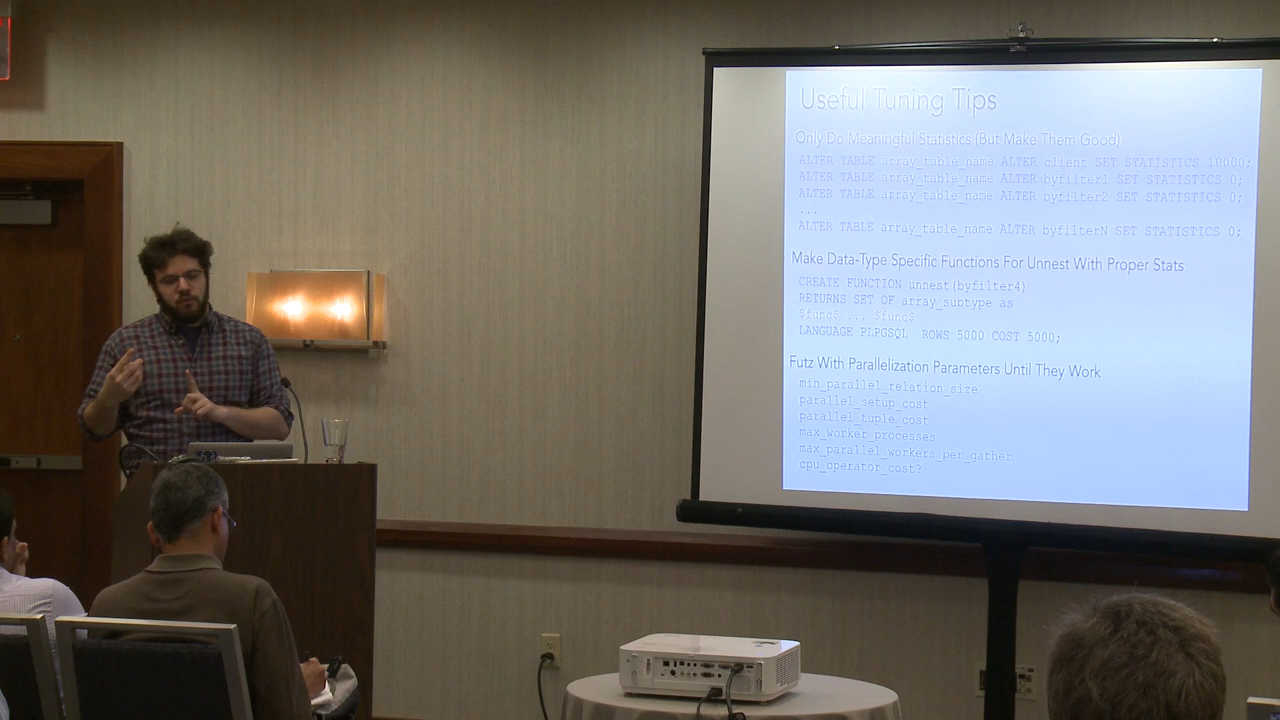 Useful Tuning Tips
Only Do Meaningful Statistics (But Make Them Good)
ALTER TABLE array_table_name ALTER client SET STATISTICS 10000;
ALTER TABLE array_table_name ALTER byfilter1 SET STATISTICS 0;
ALTER TABLE array_table_name ALTER byfilter2 SET STATISTICS 0;
...
ALTER TABLE array_table_name ALTER byfilterN SET STATISTICS 0;
Make Data-Type Specific Functions For Unnest With Proper Stats
CREATE FUNCTION unnest(byfilter4)
RETURNS SET OF array_subtype as
$func$ ... $func$
LANGUAGE PLPGSQL ROWS 5000 COST 5000;
Futz With Parallelization Parameters Until They Work
min_parallel_relation_size
parallel_setup_cost
parallel_tuple_cost
max_worker_processes
max_parallel_workers_per_gather
cpu_operator_cost?